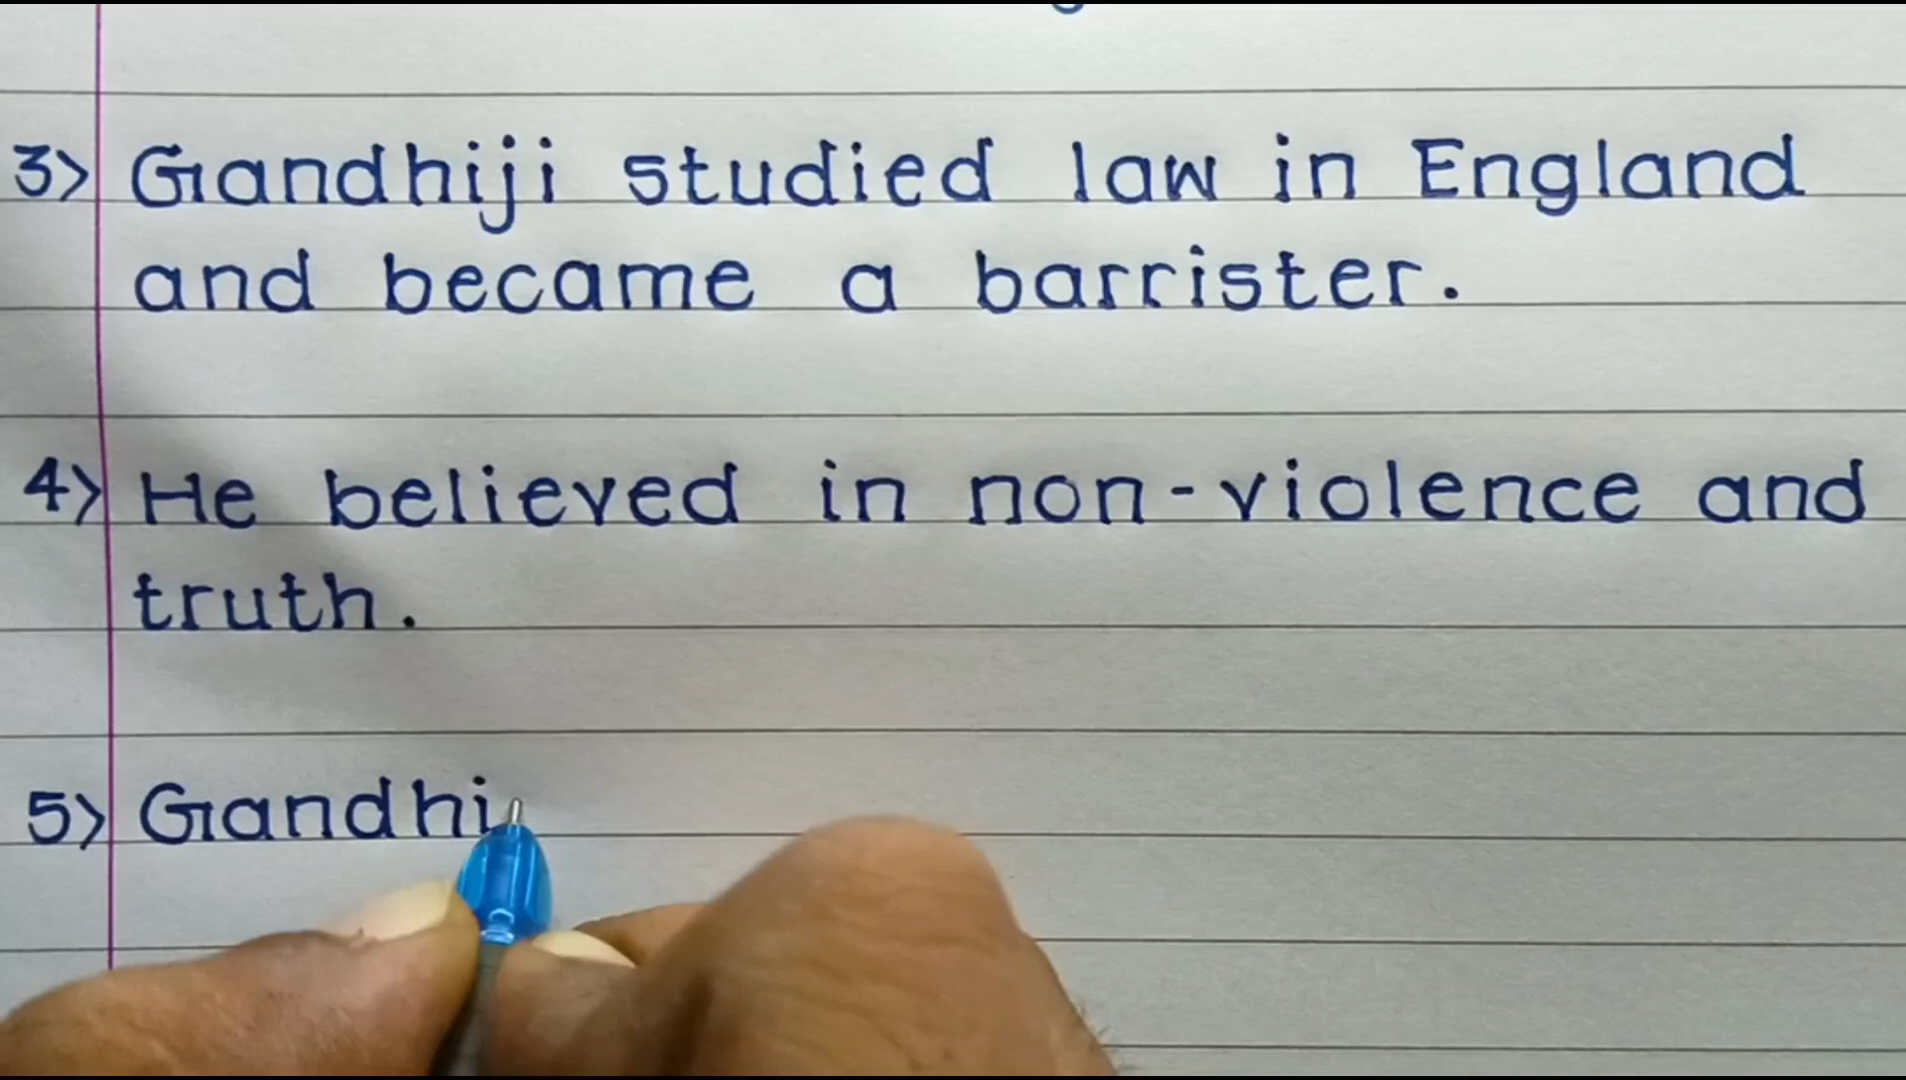 3) Gandhiji studied law in England
and became a barrister.
4) He believed in non-violence and
truth.
5) Gandhi